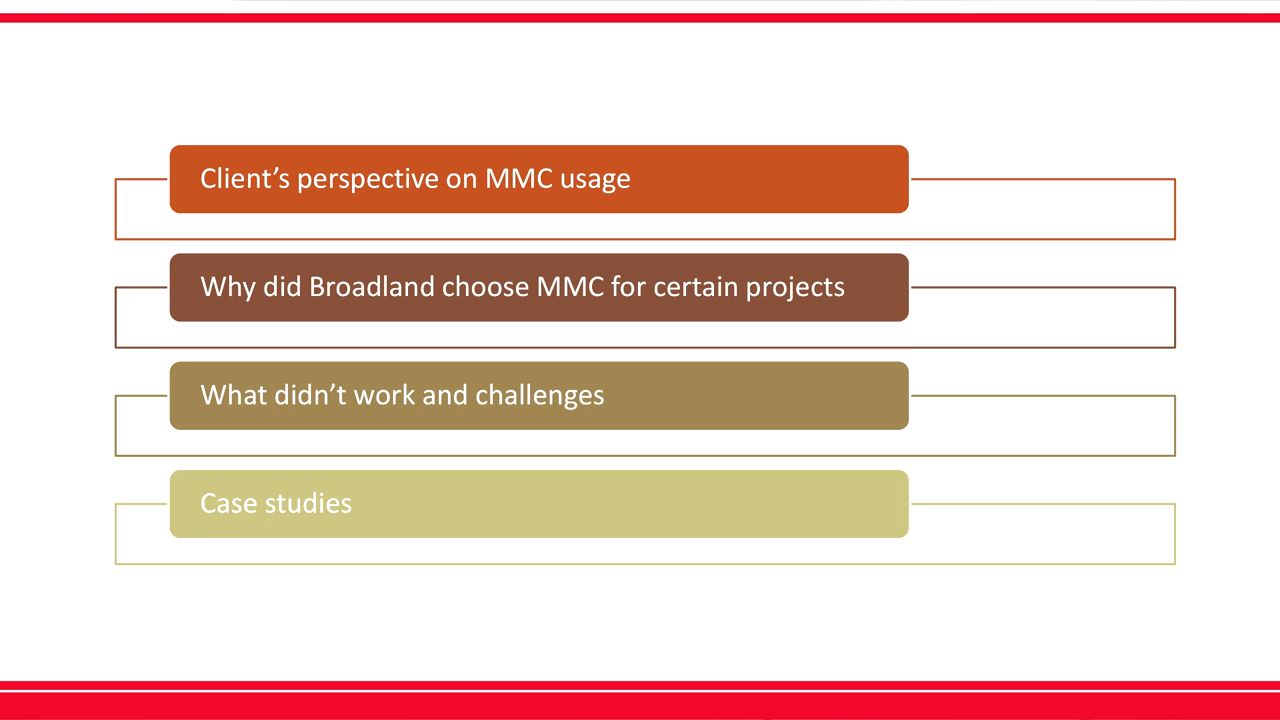 Client’s perspective on MMC usage
Why did Broadland choose MMC for certain projects
What didn’t work and challenges
Case studies